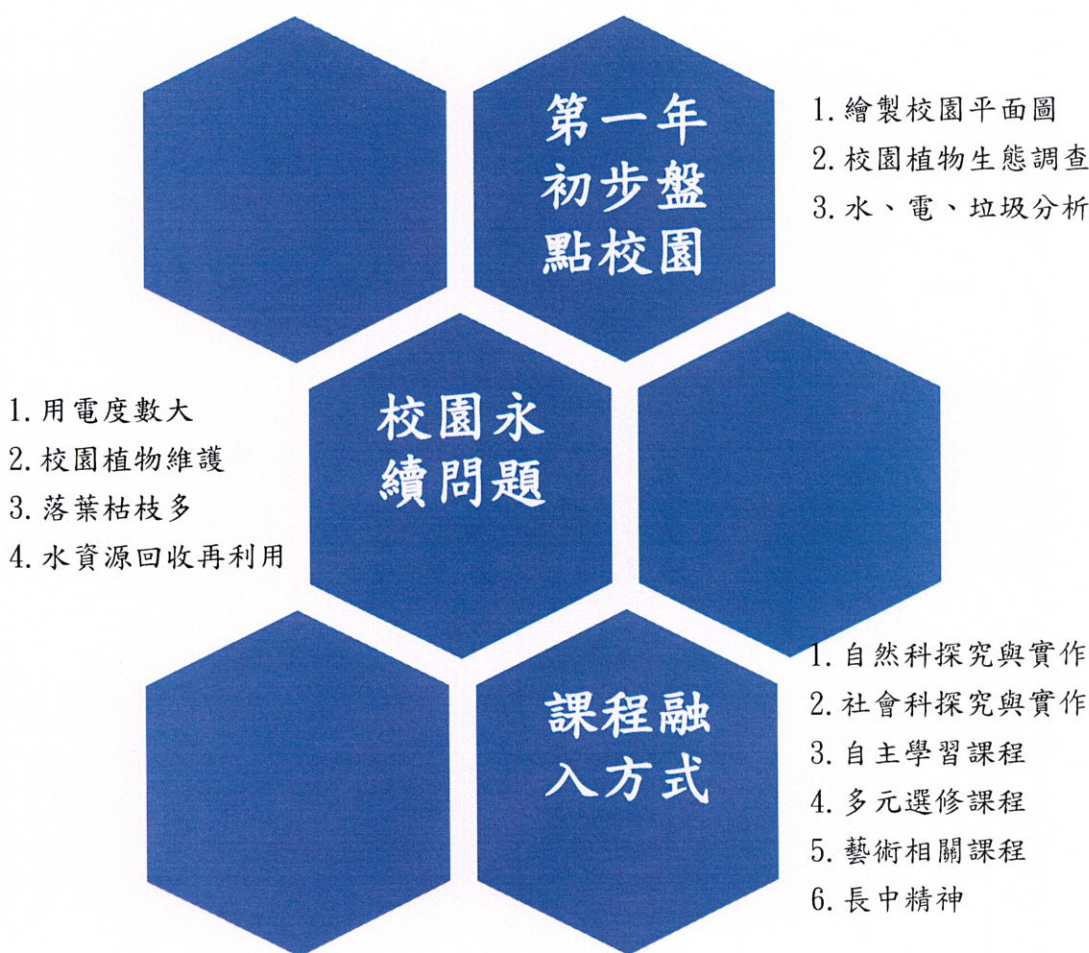 第一年
初步盤
點校園
1.繪製校園平面圖
2.校園植物生態調查
3.水、電、垃圾分析
校園永
續問題
1.用電度數大
2.校園植物維護
3.落葉枯枝多
4.水資源回收再利用
課程融
入方式
1.自然科探究與實作
2.社會科探究與實作
3.自主學習課程
4.多元選修課程
5.藝術相關課程
6.長中精神